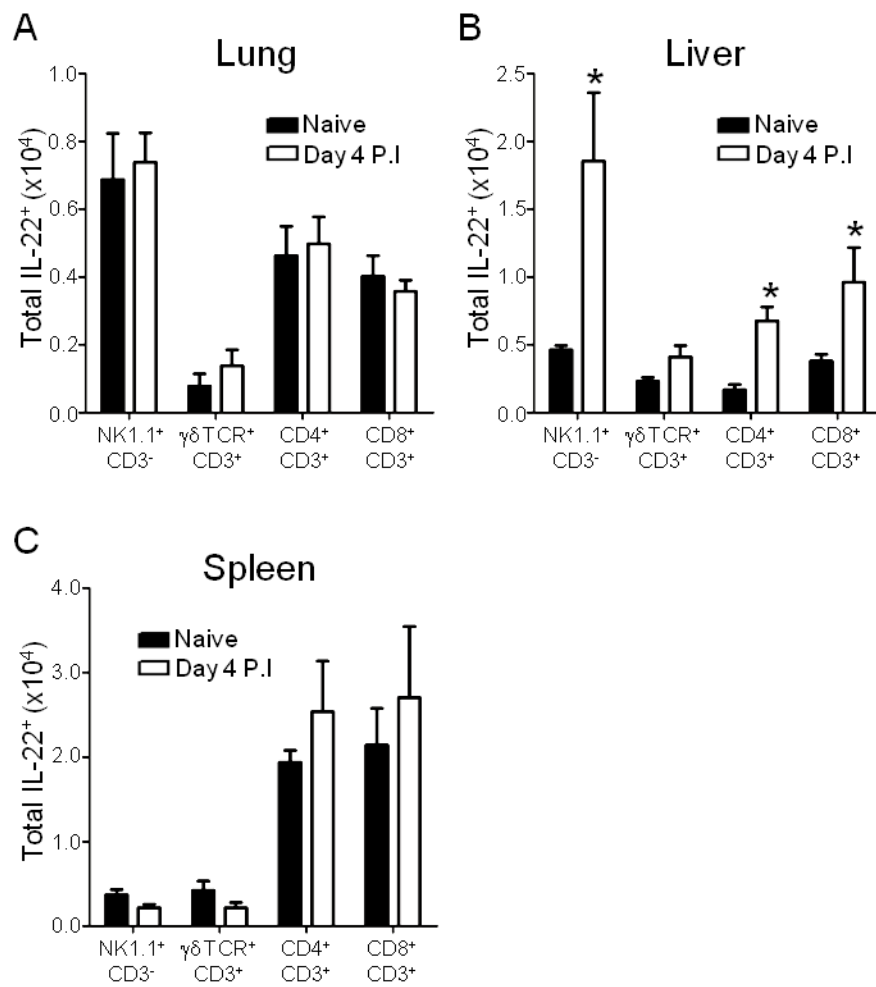 A
Lung
Total IL-22⁺ (x10⁴)
1.0
0.8
0.6
0.4
0.2
0.0
Naive
Day 4 P.I
NK1.1⁺ γδTCR⁺ CD4⁺ CD8⁺
CD3⁻ CD3⁺ CD3⁺ CD3⁺
B
Liver
Total IL-22⁺ (x10⁴)
2.5
2.0
1.5
1.0
0.5
0.0
Naive
Day 4 P.I
*
*
*
NK1.1⁺ γδTCR⁺ CD4⁺ CD8⁺
CD3⁻ CD3⁺ CD3⁺ CD3⁺
C
Spleen
Total IL-22⁺ (x10⁴)
4.0
3.0
2.0
1.0
0.0
Naive
Day 4 P.I
NK1.1⁺ γδTCR⁺ CD4⁺ CD8⁺
CD3⁻ CD3⁺ CD3⁺ CD3⁺